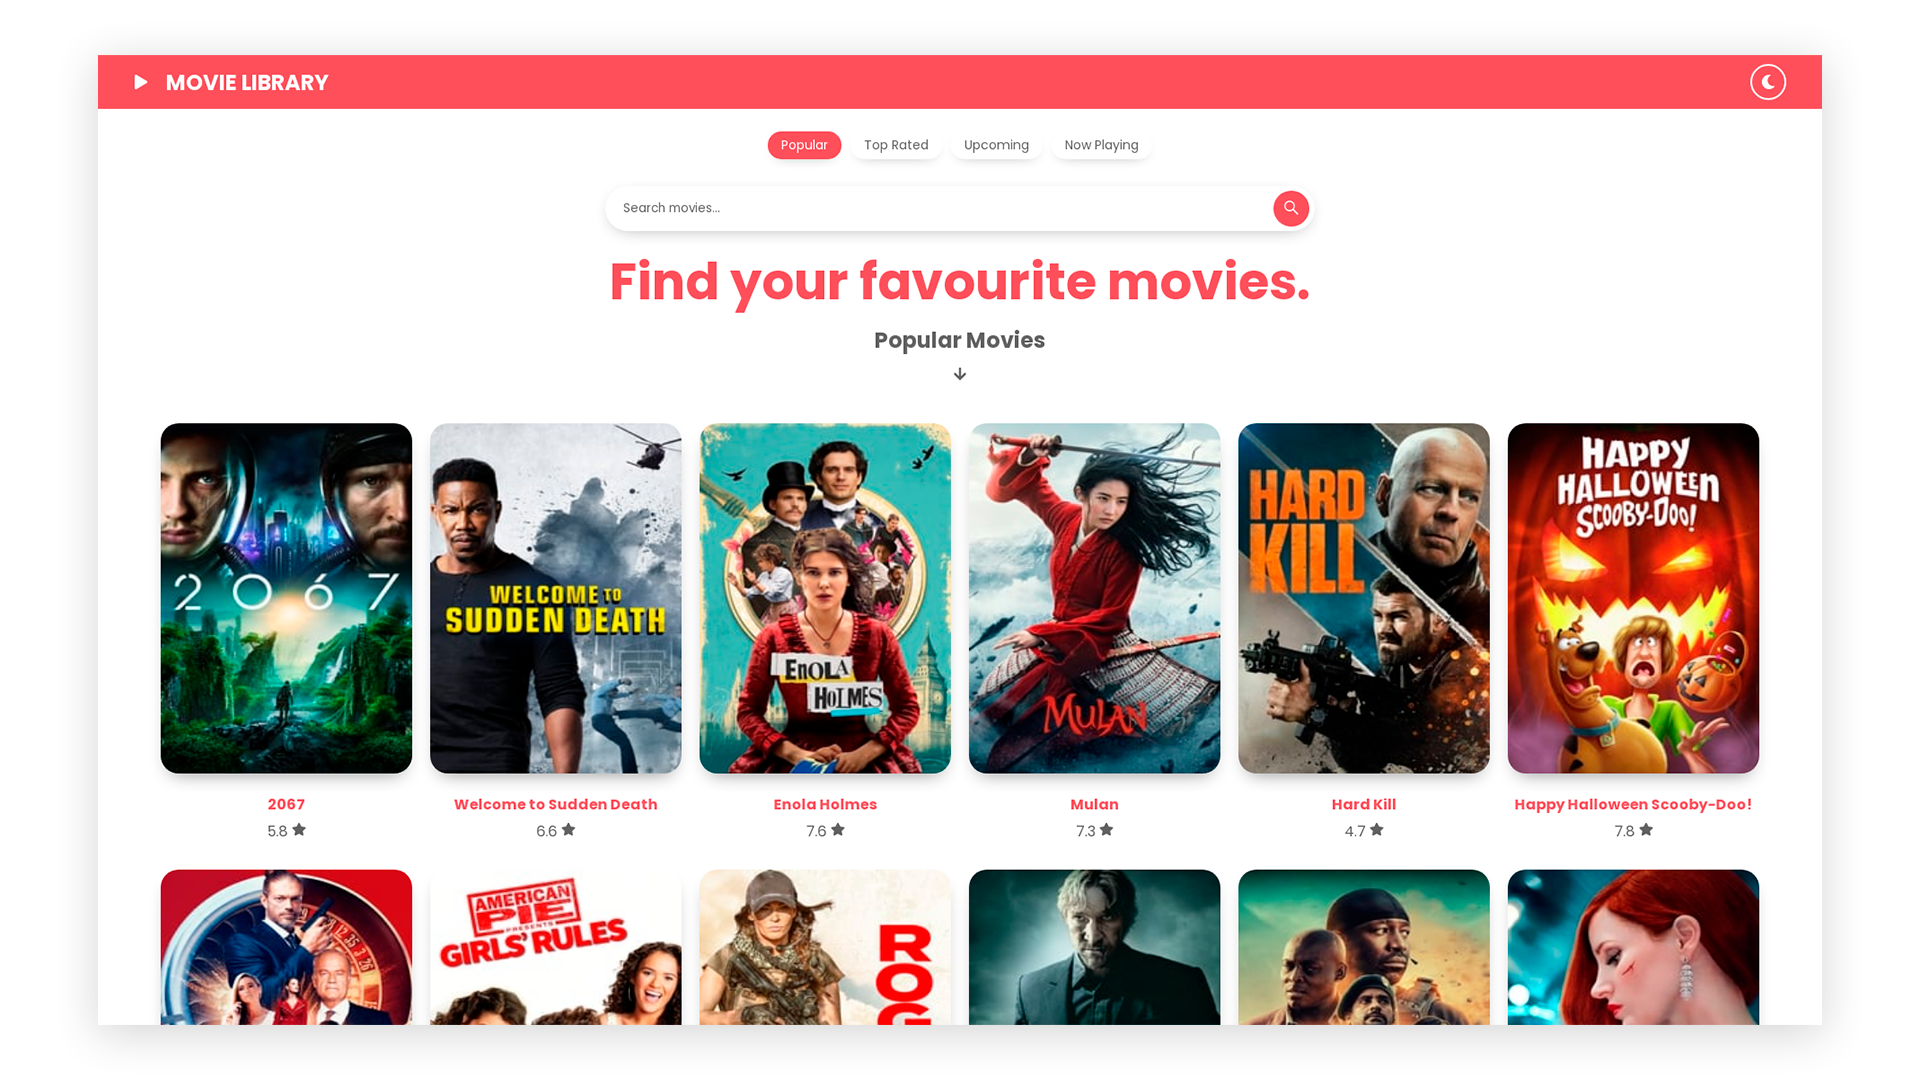 MOVIE LIBRARY
Popular
Top Rated
Upcoming
Now Playing
Search movies...
Find your favourite movies.
Popular Movies
2067
WELCOME TO
SUDDEN DEATH
ENOLA
HOLMES
MULAN
HARD
KILL
HAPPY
HALLOWEEN
SCOOBY-DOO!
2067
Welcome to Sudden Death
Enola Holmes
Mulan
Hard Kill
Happy Halloween Scooby-Doo!
5.8
6.6
7.6
7.3
4.7
7.8
AMERICAN
PIE
PRESENTS
GIRLS' RULES
ROG